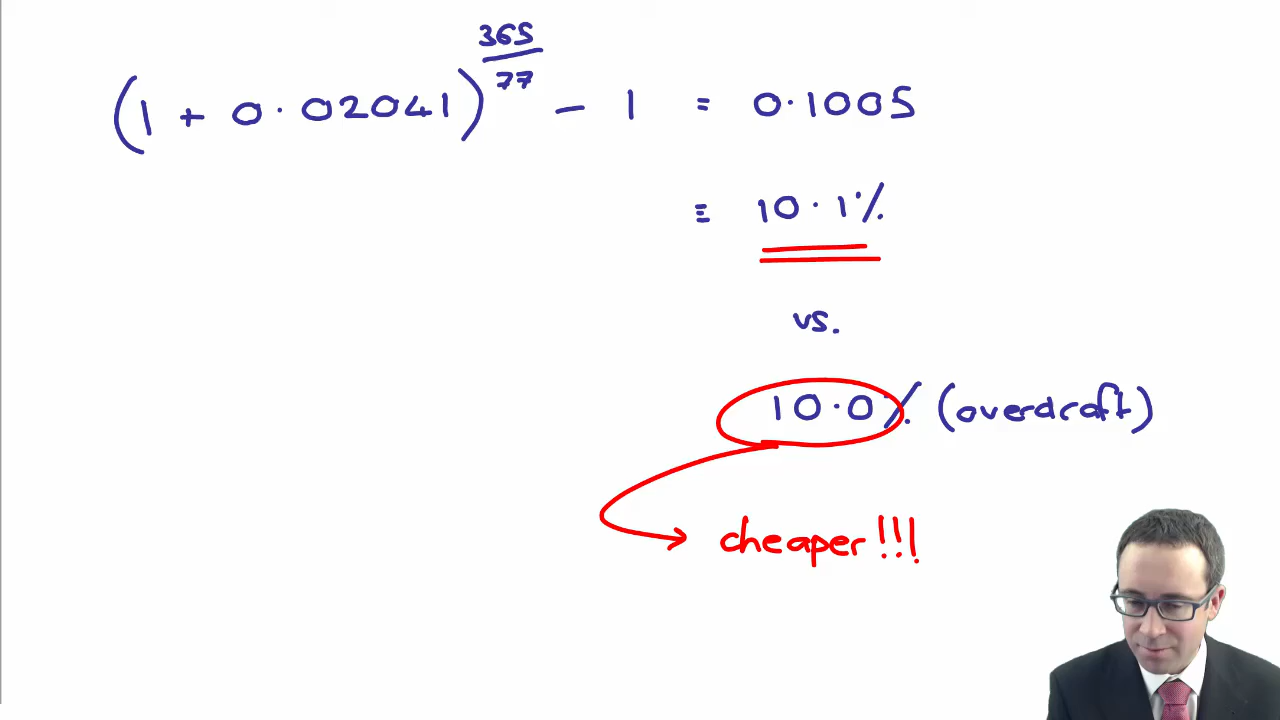 (1 + 0.02041)^(365/77) - 1 = 0.1005
≡ 10.1%
vs.
10.0% (overdraft)
cheaper!!!